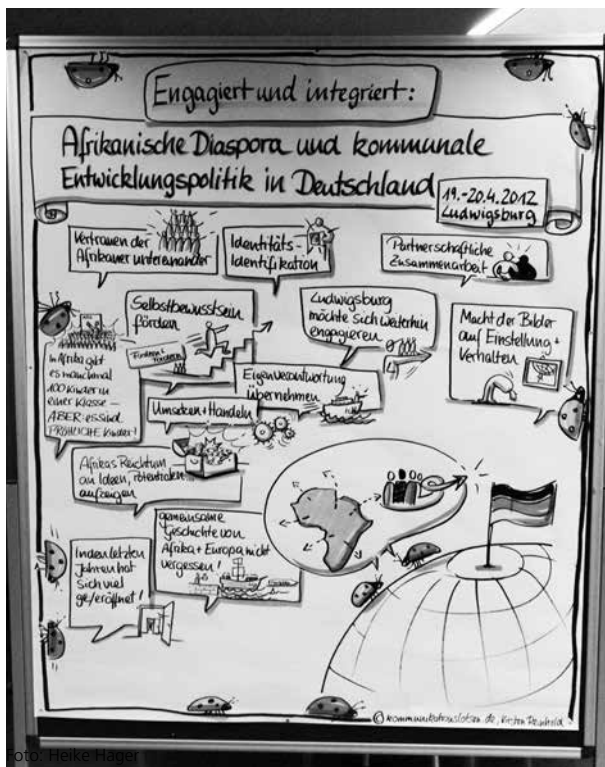 Engagiert und integriert:
Afrikanische Diaspora und kommunale
Entwicklungspolitik in Deutschland
19.-20.4.2012
Ludwigsburg
Vertrauen der
Afrikaner untereinander
Identitäts-
Identifikation
Partnerschaftliche
Zusammenarbeit
Selbstbewusstsein
fördern
Fördern +
fordern
Ludwigsburg
möchte sich weiterhin
engagieren
Macht der Bilder
auf Einstellung +
Verhalten
In Afrika gibt
es manchmal
100 Kinder in
einer Klasse –
ABER es sind
FRÖHLICHE Kinder!
Eigenverantwortung
übernehmen
Umsetzen + Handeln
Afrikas Reichtum
an Ideen, Potentialen
aufzeigen
gemeinsame
Geschichte von
Afrika + Europa nicht
vergessen!
In den letzten
Jahren hat
sich viel
ge/eröffnet!
© kommunikationslotsen.de,
Foto: Heike Hager